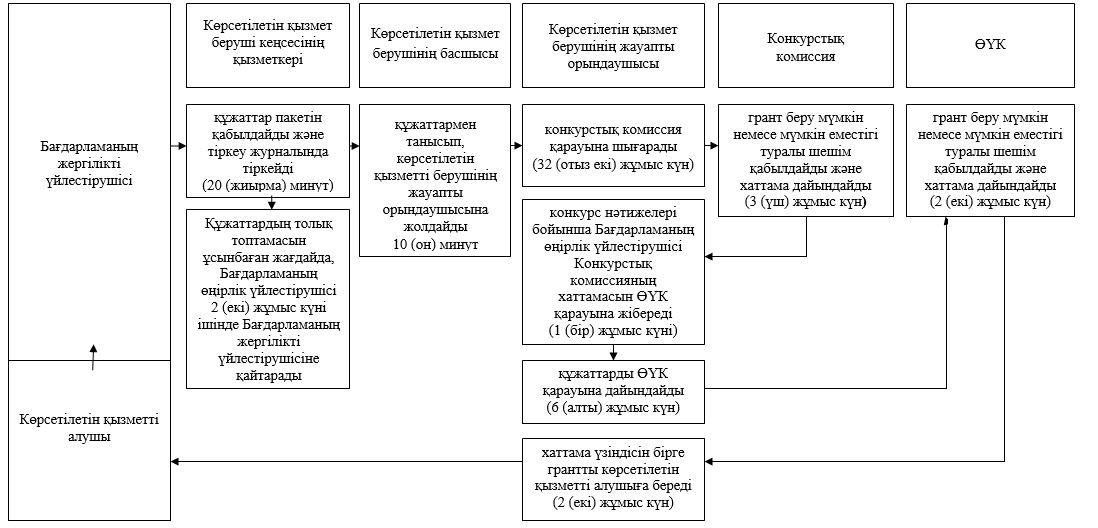 Бағдарламаның
жергілікті
үйлестірушісі
Көрсетілетін қызметті
алушы
Көрсетілетін қызмет
беруші кеңсесінің
қызметкері
Көрсетілетін қызмет
берушінің басшысы
Көрсетілетін қызмет
берушінің жауапты
орындаушысы
Конкурстық
комиссия
ӨҮК
құжаттар пакетін
қабылдайды және
тіркеу журналында
тіркейді
(20 (жиырма) минут)
Құжаттардың толық
топтамасын
ұсынбаған жағдайда,
Бағдарламаның
өңірлік үйлестірушісі
2 (екі) жұмыс күні
ішінде Бағдарламаның
жергілікті
үйлестірушісіне
қайтарады
құжаттармен
танысып,
көрсетілетін
қызметті берушінің
жауапты
орындаушысына
жолдайды
10 (он) минут
конкурстық комиссия
қарауына шығарады
(32 (отыз екі) жұмыс күн)
конкурс нәтижелері
бойынша Бағдарламаның
өңірлік үйлестірушісі
Конкурстық
комиссияның
хаттамасын ӨҮК
қарауына жібереді
(1 (бір) жұмыс күні)
құжаттарды ӨҮК
қарауына дайындайды
(6 (алты) жұмыс күн)
хаттама үзіндісін бірге
грантты көрсетілетін
қызметті алушыға береді
(2 (екі) жұмыс күн)
грант беру мүмкін
немесе мүмкін еместігі
туралы шешім
қабылдайды және
хаттама дайындайды
(3 (үш) жұмыс күн)
грант беру мүмкін
немесе мүмкін еместігі
туралы шешім
қабылдайды және
хаттама дайындайды
(2 (екі) жұмыс күн)